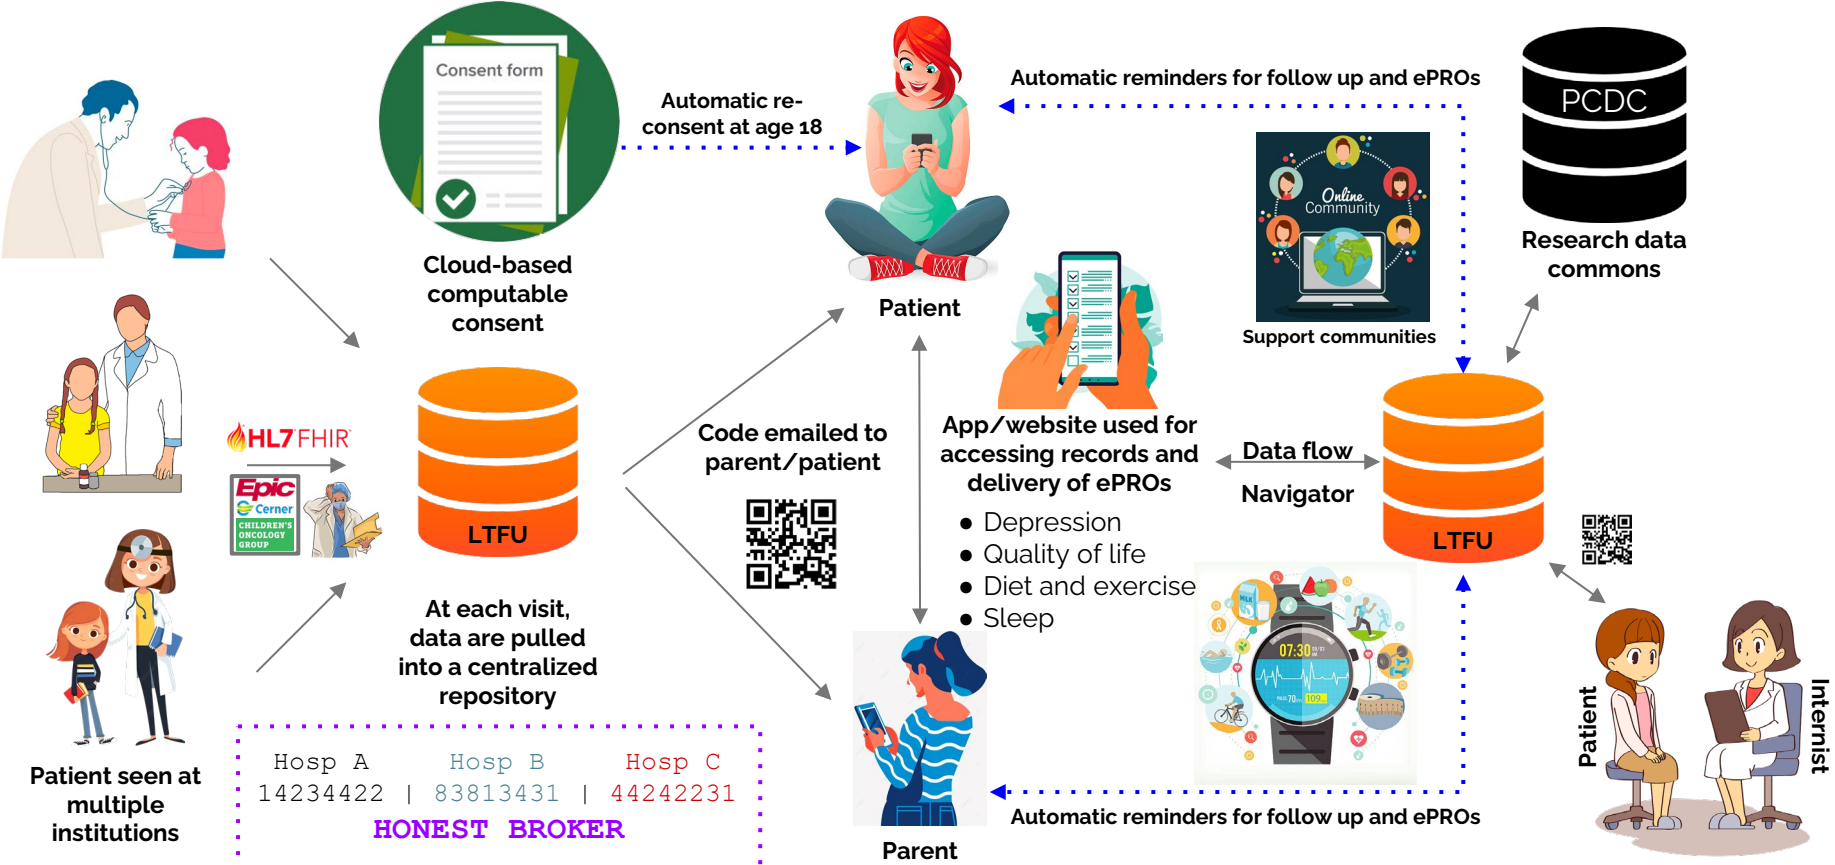 Consent form
Cloud-based
computable
consent
Automatic re-
consent at age 18
Patient
Automatic reminders for follow up and ePROs
Online
Community
Support communities
PCDC
Research data
commons
HL7 FHIR
Epic
Cerner
CHILDREN'S
ONCOLOGY
GROUP
LTFU
At each visit,
data are pulled
into a centralized
repository
Patient seen at
multiple
institutions
Hosp A Hosp B Hosp C
14234422 | 83813431 | 44242231
HONEST BROKER
Code emailed to
parent/patient
App/website used for
accessing records and
delivery of ePROs
● Depression
● Quality of life
● Diet and exercise
● Sleep
Data flow
Navigator
LTFU
MILK
07:30
109
Parent
Automatic reminders for follow up and ePROs
Patient
Internist